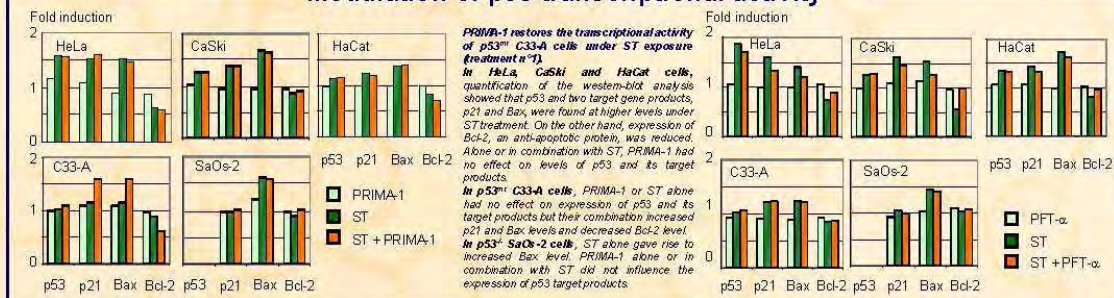 Modulation of p53 transcriptional activity
Fold induction
2
1
0
HeLa
CaSki
HaCat
p53 p21 Bax Bcl-2
2
1
0
C33-A
SaOs-2
p53 p21 Bax Bcl-2
p21 Bax Bcl-2
PRIMA-1
ST
ST + PRIMA-1
PRIMA-1 restores the transcriptional activity
of p53mt C33-A cells under ST exposure
(treatment n°1).
In HeLa, CaSki and HaCat cells,
quantification of the western-blot analysis
showed that p53 and two target gene products,
p21 and Bax, were found at higher levels under
ST treatment. On the other hand, expression of
Bcl-2, an anti-apoptotic protein, was reduced.
Alone or in combination with ST, PRIMA-1 had
no effect on levels of p53 and its target
products.
In p53mt C33-A cells, PRIMA-1 or ST alone
had no effect on expression of p53 and its
target products but their combination increased
p21 and Bax levels and decreased Bcl-2 level.
In p53-/- SaOs-2 cells, ST alone gave rise to
increased Bax level. PRIMA-1 alone or in
combination with ST did not influence the
expression of p53 target products.
Fold induction
2
1
0
HeLa
CaSki
HaCat
p53 p21 Bax Bcl-2
2
1
0
C33-A
SaOs-2
p53 p21 Bax Bcl-2
p21 Bax Bcl-2
PFT-α
ST
ST +PFT-α